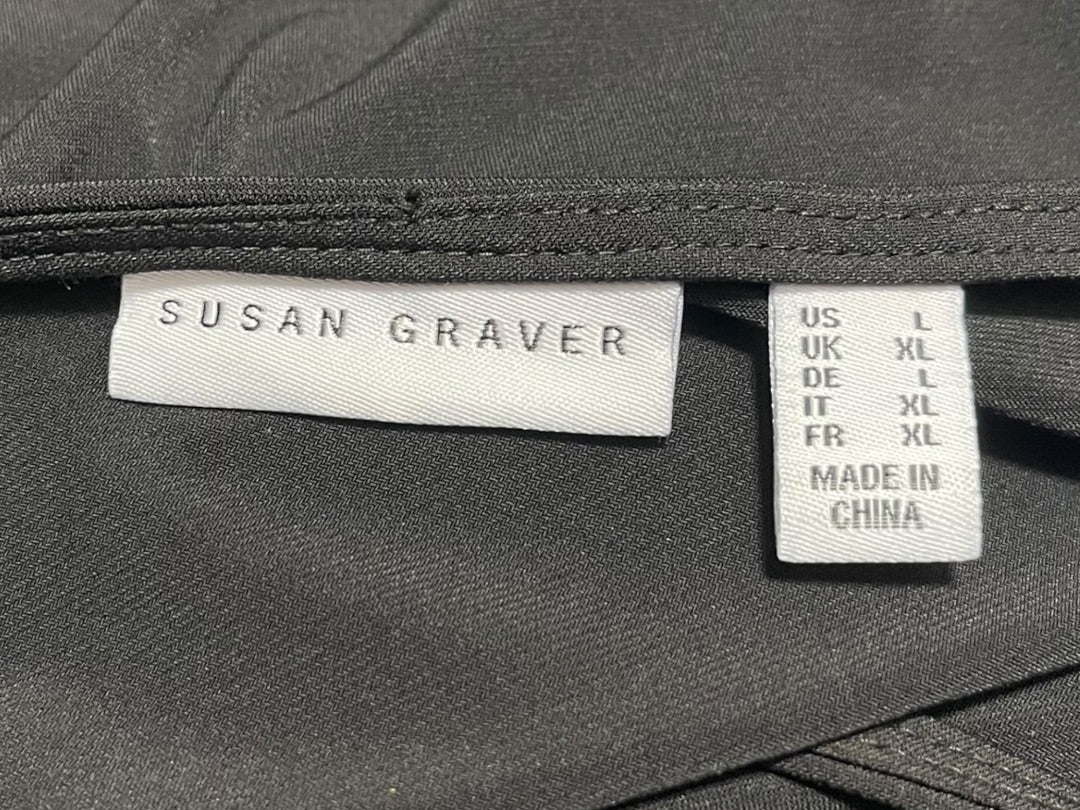 SUSAN GRAVER
US L
UK XL
DE L
IT XL
FR XL
MADE IN
CHINA